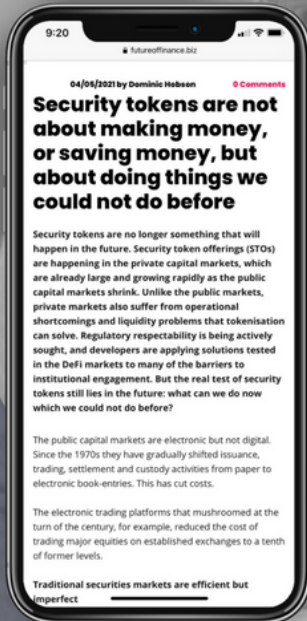 9:20
futureoffinance.biz
04/05/2021 by Dominic Hobson 0 Comments
Security tokens are not
about making money,
or saving money, but
about doing things we
could not do before
Security tokens are no longer something that will
happen in the future. Security token offerings (STOs)
are happening in the private capital markets, which
are already large and growing rapidly as the public
capital markets shrink. Unlike the public markets,
private markets also suffer from operational
shortcomings and liquidity problems that tokenisation
can solve. Regulatory respectability is being actively
sought, and developers are applying solutions tested
in the DeFi markets to many of the barriers to
institutional engagement. But the real test of security
tokens still lies in the future: what can we do now
which we could not do before?
The public capital markets are electronic but not digital.
Since the 1970s they have gradually shifted issuance,
trading, settlement and custody activities from paper to
electronic book-entries. This has cut costs.
The electronic trading platforms that mushroomed at the
turn of the century, for example, reduced the cost of
trading major equities on established exchanges to a tenth
of former levels.
Traditional securities markets are efficient but
imperfect